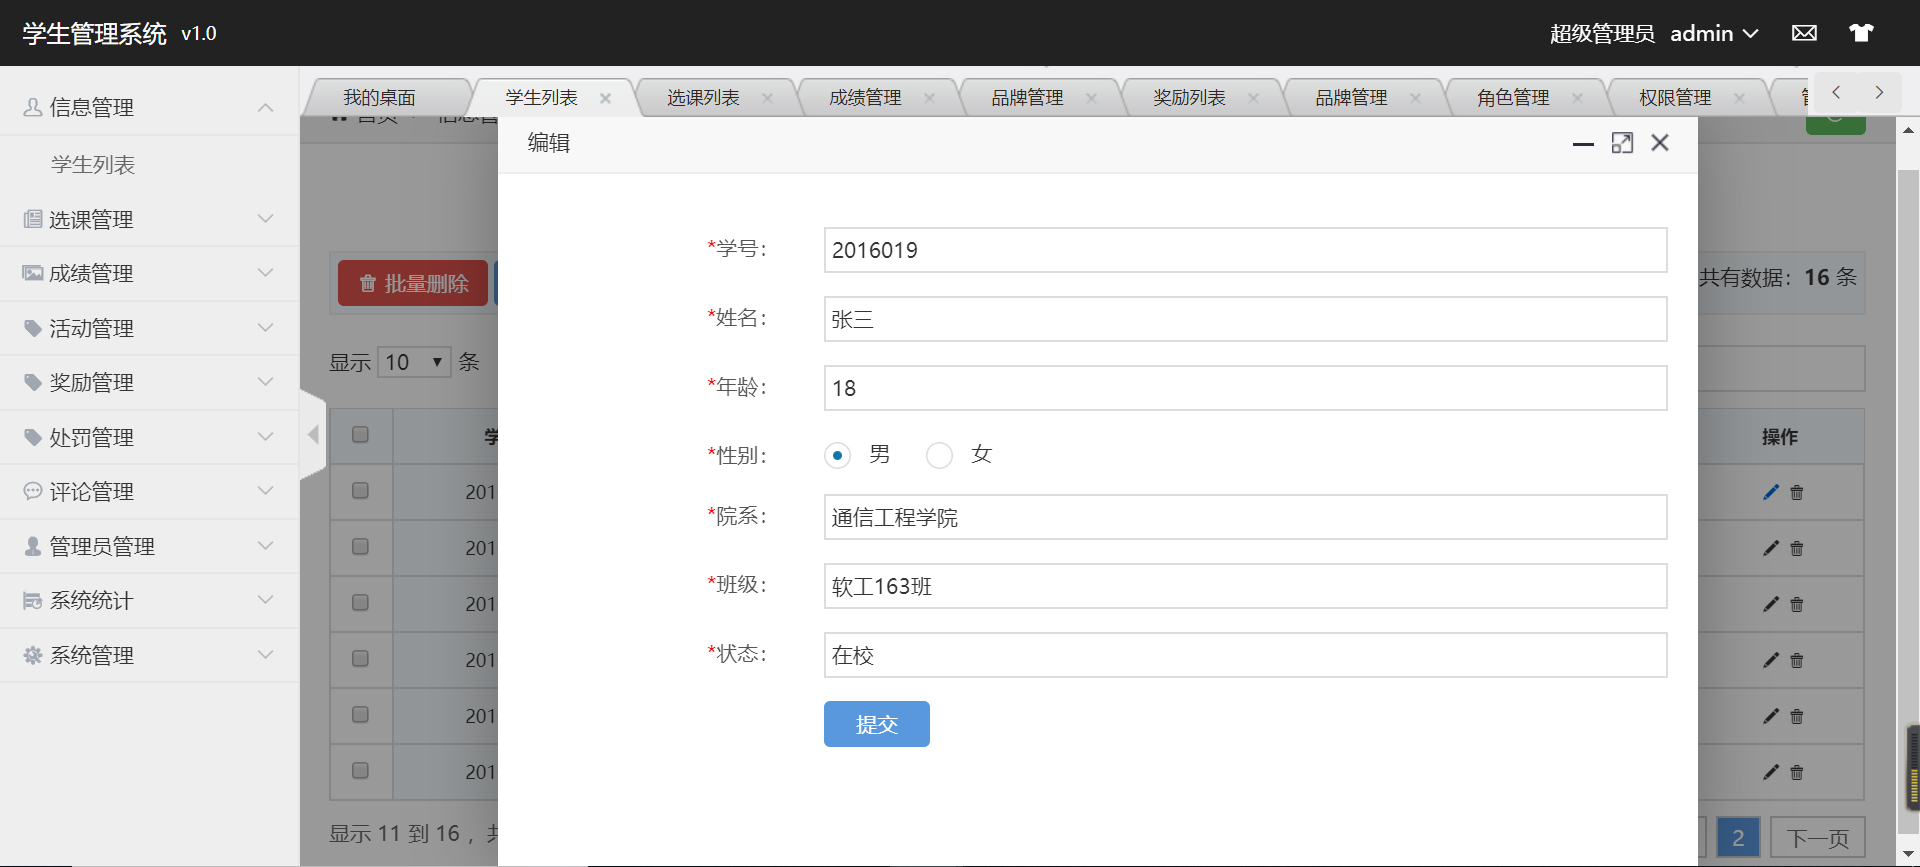 学生管理系统 v1.0
超级管理员 admin
信息管理
学生列表
选课管理
成绩管理
活动管理
奖励管理
处罚管理
评论管理
管理员管理
系统统计
系统管理
我的桌面 学生列表 选课列表 成绩管理 品牌管理 奖励列表 品牌管理 角色管理 权限管理
编辑
批量删除
共有数据：16 条
显示 10 条
操作
201
201
201
201
201
201
*学号： 2016019
*姓名： 张三
*年龄： 18
*性别： 男 女
*院系： 通信工程学院
*班级： 软工163班
*状态： 在校
提交
显示 11 到 16 ，
2 下一页